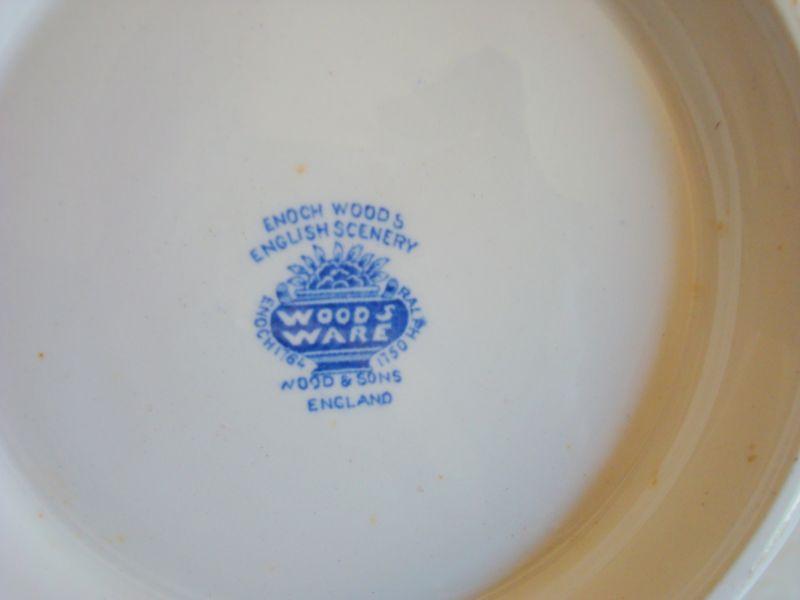 ENOCH WOODS
ENGLISH SCENERY
WOODS
WARE
ENOCH 1784
RALPH 1750
WOOD & SONS
ENGLAND